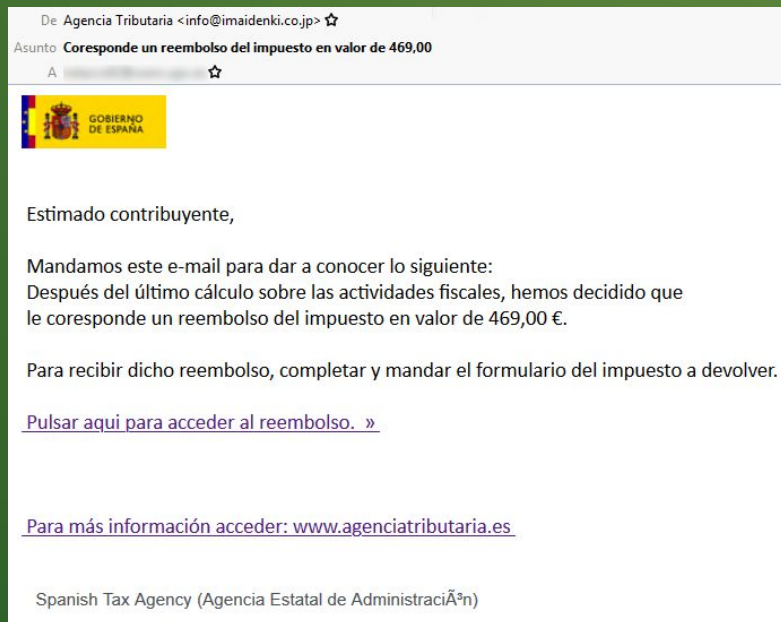 De Agencia Tributaria <info@imaidenki.co.jp>
Asunto Coresponde un reembolso del impuesto en valor de 469,00
A
GOBIERNO
DE ESPAÑA
Estimado contribuyente,
Mandamos este e-mail para dar a conocer lo siguiente:
Después del último cálculo sobre las actividades fiscales, hemos decidido que
le coresponde un reembolso del impuesto en valor de 469,00 €.
Para recibir dicho reembolso, completar y mandar el formulario del impuesto a devolver.
Pulsar aqui para acceder al reembolso. »
Para más información acceder: www.agenciatributaria.es
Spanish Tax Agency (Agencia Estatal de AdministraciÃ³n)